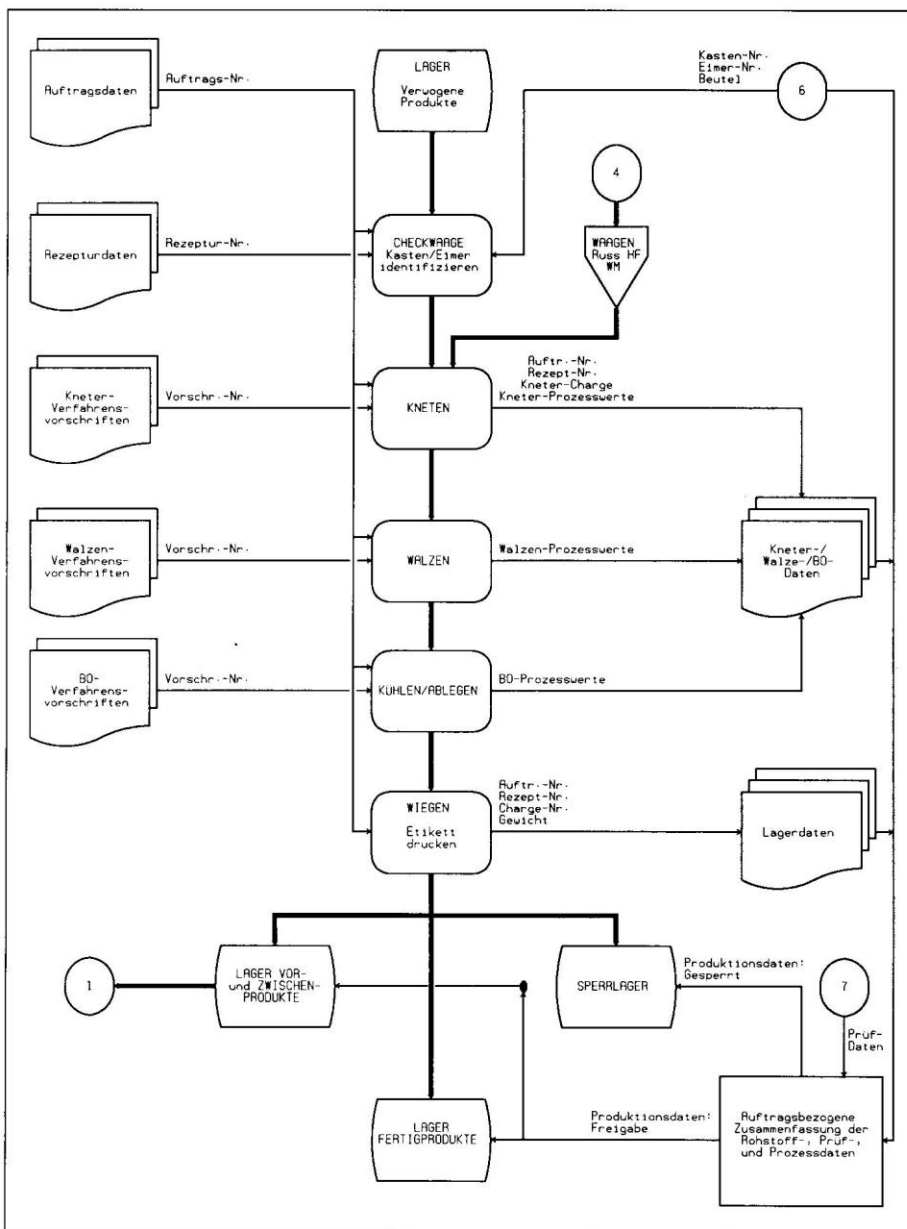 Auftragsdaten
Auftrags-Nr.
LAGER
Verwogene
Produkte
Kasten-Nr.
Eimer-Nr.
Beutel
6
4
Rezepturdaten
Rezeptur-Nr.
CHECKWAAGE
Kasten/Eimer
identifizieren
WAAGEN
Russ HF
WM
Kneter-
Verfahrens-
vorschriften
Vorschr.-Nr.
KNETEN
Auftr.-Nr.
Rezept-Nr.
Kneter-Charge
Kneter-Prozesswerte
Walzen-
Verfahrens-
vorschriften
Vorschr.-Nr.
WALZEN
Walzen-Prozesswerte
Kneter-/
Walze-/BO-
Daten
BO-
Verfahrens-
vorschriften
Vorschr.-Nr.
KÜHLEN/ABLEGEN
BO-Prozesswerte
WIEGEN
Etikett
drucken
Auftr.-Nr.
Rezept-Nr.
Charge-Nr.
Gewicht
Lagerdaten
1
LAGER VOR-
und ZWISCHEN-
PRODUKTE
SPERRLAGER
Produktionsdaten:
Gesperrt
7
Prüf-
Daten
LAGER
FERTIGPRODUKTE
Produktionsdaten:
Freigabe
Auftragsbezogene
Zusammenfassung der
Rohstoff-, Prüf-,
und Prozessdaten